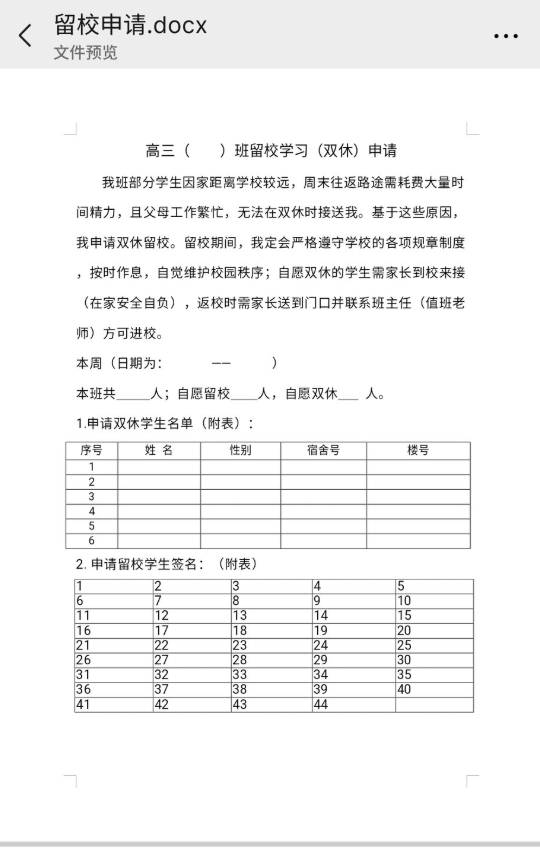 留校申请.docx
文件预览
高三（　　）班留校学习（双休）申请
我班部分学生因家距离学校较远，周末往返路途需耗费大量时
间精力，且父母工作繁忙，无法在双休时接送我。基于这些原因，
我申请双休留校。留校期间，我定会严格遵守学校的各项规章制度
，按时作息，自觉维护校园秩序；自愿双休的学生需家长到校来接
（在家安全自负），返校时需家长送到门口并联系班主任（值班老
师）方可进校。
本周（日期为：　　　——　　　）
本班共_____人；自愿留校____人，自愿双休___ 人。
1.申请双休学生名单（附表）：
序号 姓 名 性别 宿舍号 楼号
1
2
3
4
5
6
2. 申请留校学生签名：（附表）
1 2 3 4 5
6 7 8 9 10
11 12 13 14 15
16 17 18 19 20
21 22 23 24 25
26 27 28 29 30
31 32 33 34 35
36 37 38 39 40
41 42 43 44